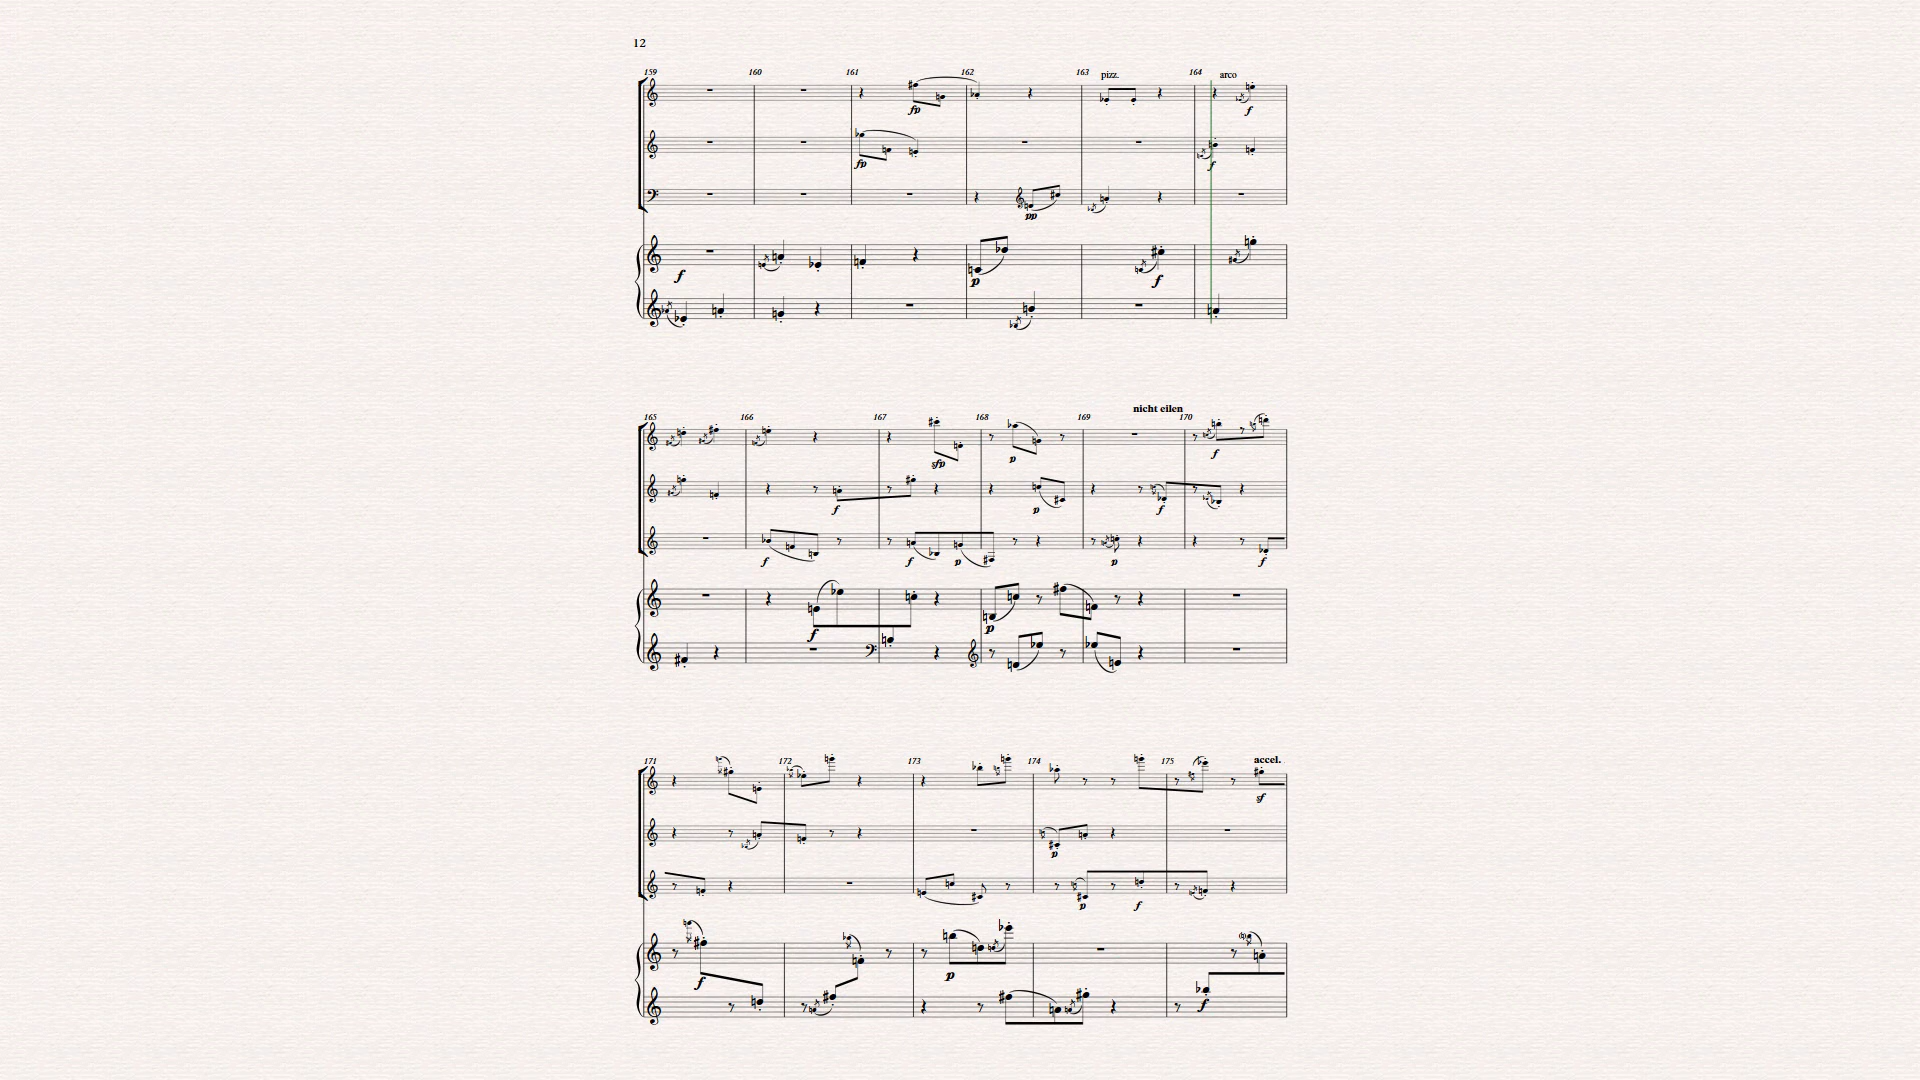 12
159 160 161 162 163 pizz. 164 arco
fp f
fp f
pp
f p f
165 166 167 168 169 nicht eilen 170
sfp p f
f p f
f f p p f
f p
171 172 173 174 175 accel.
sf
p
p f
f p f